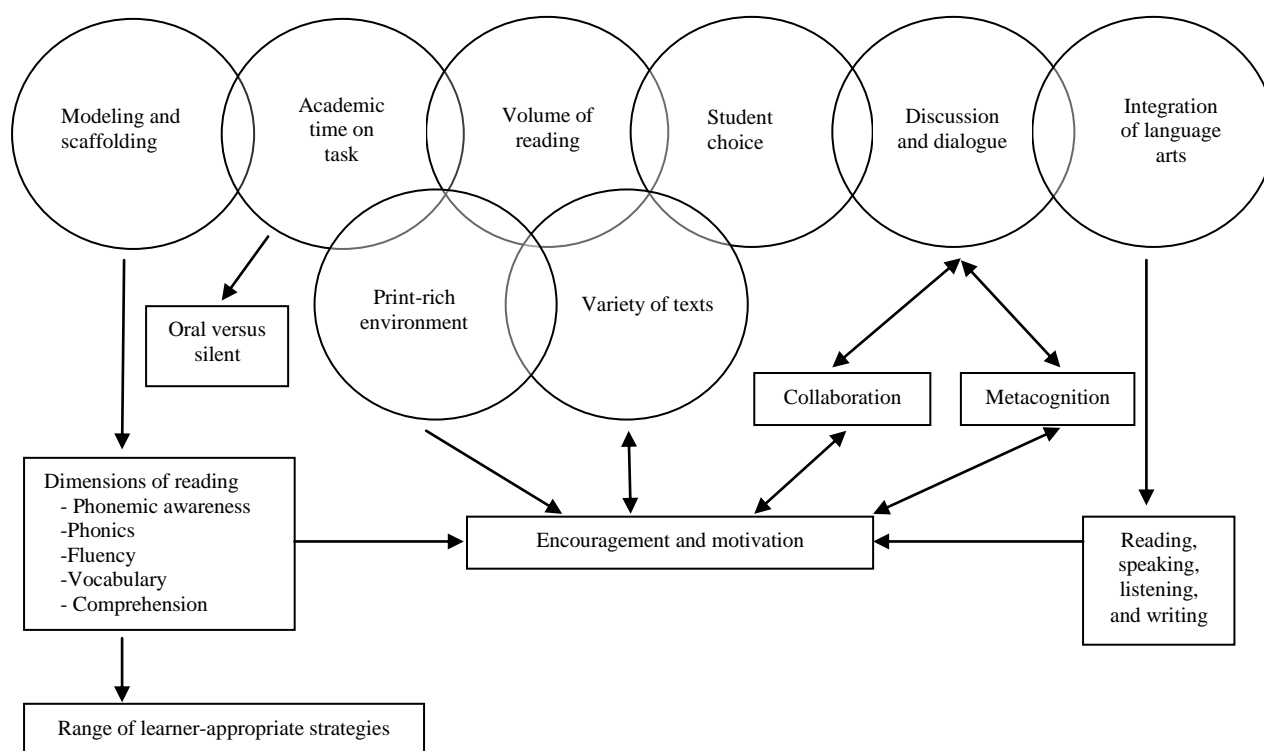 Modeling and
scaffolding
Academic
time on
task
Volume of
reading
Student
choice
Discussion
and dialogue
Integration
of language
arts
Print-rich
environment
Variety of texts
Oral versus
silent
Collaboration
Metacognition
Dimensions of reading
- Phonemic awareness
-Phonics
-Fluency
-Vocabulary
- Comprehension
Encouragement and motivation
Reading,
speaking,
listening,
and writing
Range of learner-appropriate strategies